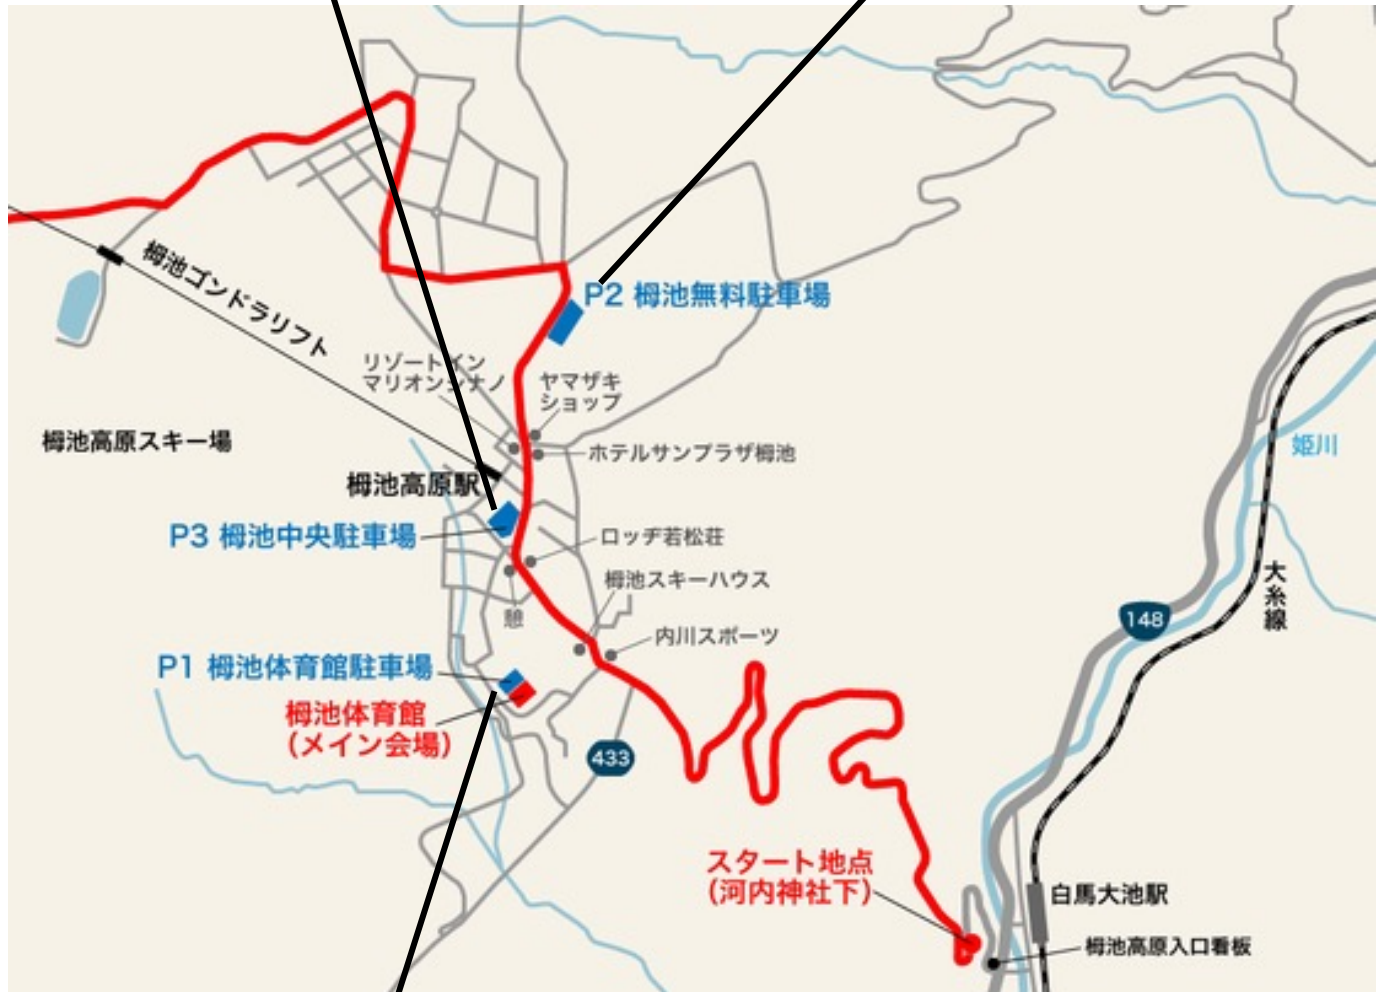 栂池ゴンドラリフト
P2 栂池無料駐車場
リゾートイン
マリオンシナノ
ヤマザキ
ショップ
栂池高原スキー場
ホテルサンプラザ栂池
姫川
栂池高原駅
P3 栂池中央駐車場
ロッヂ若松荘
栂池スキーハウス
大糸線
憩
148
内川スポーツ
P1 栂池体育館駐車場
栂池体育館
(メイン会場)
433
スタート地点
(河内神社下)
白馬大池駅
栂池高原入口看板